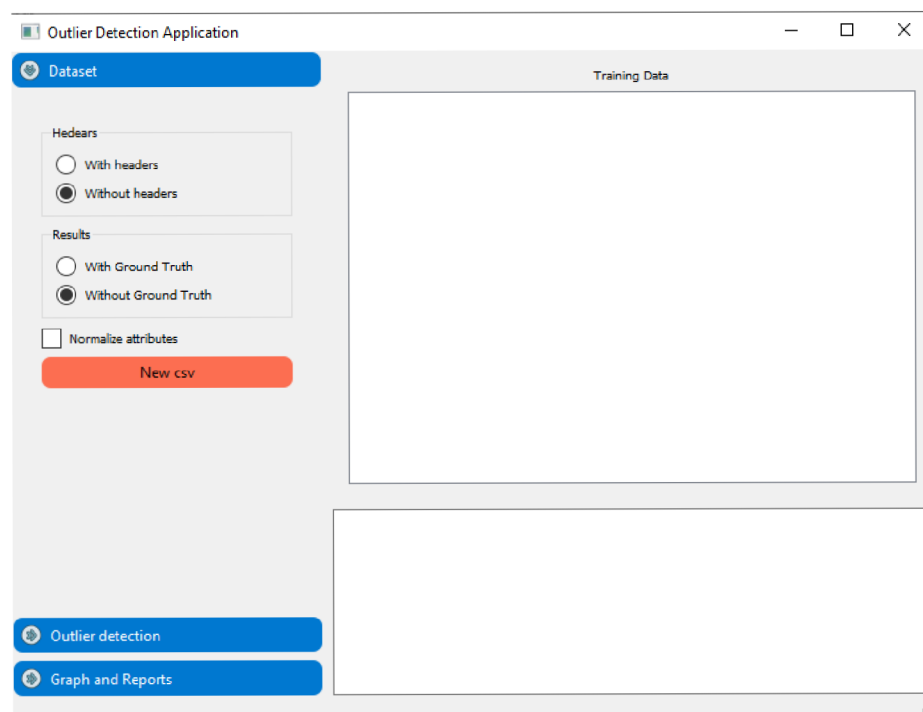 Outlier Detection Application
Dataset
Training Data
Hedears
With headers
Without headers
Results
With Ground Truth
Without Ground Truth
Normalize attributes
New csv
Outlier detection
Graph and Reports